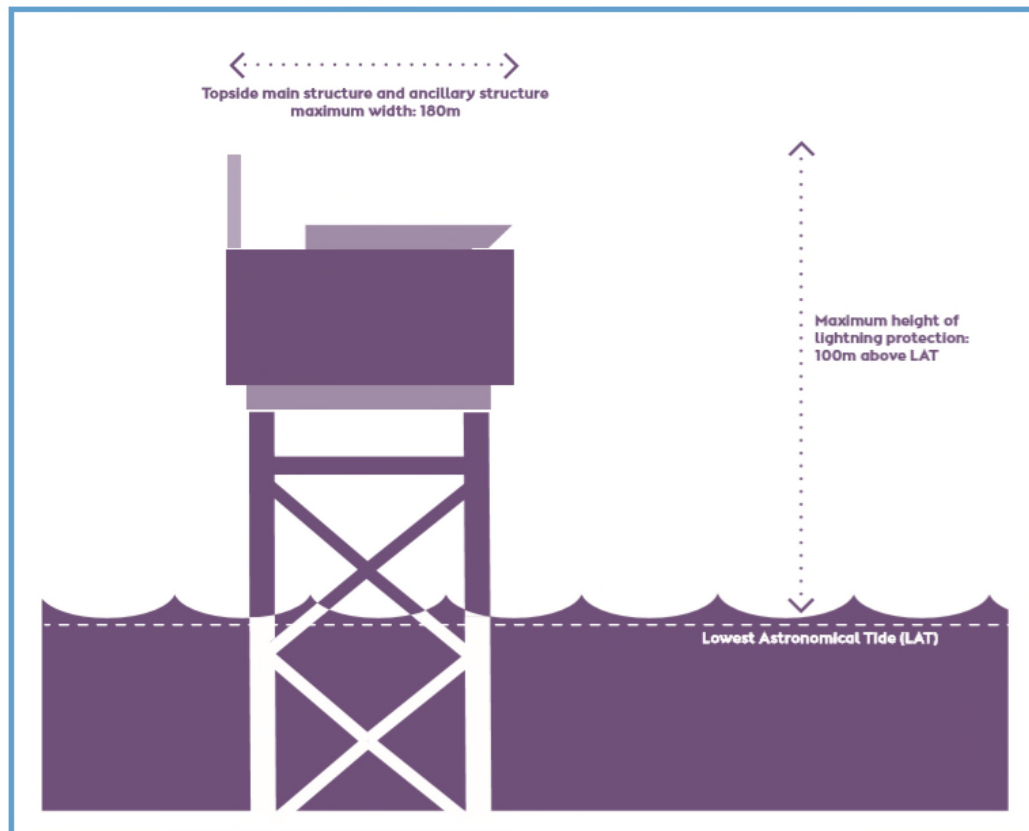 Topside main structure and ancillary structure
maximum width: 180m
Maximum height of
lightning protection:
100m above LAT
Lowest Astronomical Tide (LAT)